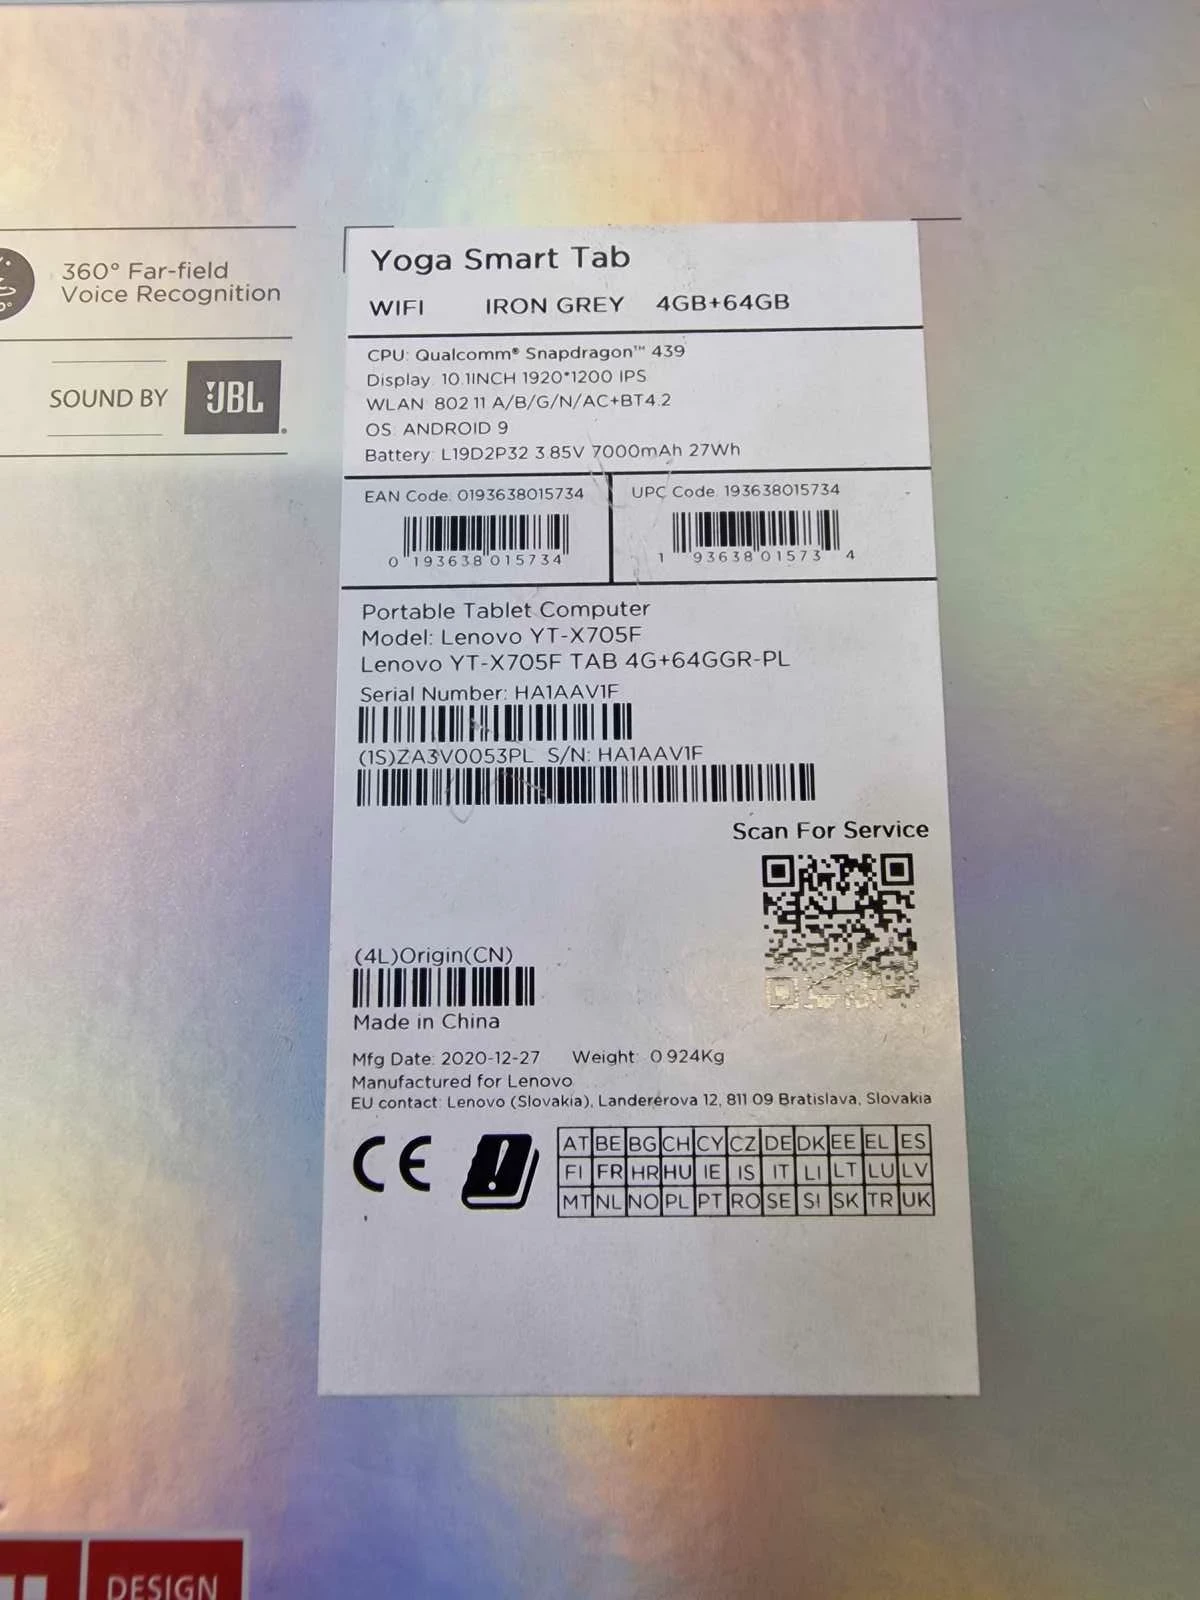 360° Far-field
Voice Recognition
SOUND BY JBL
Yoga Smart Tab
WIFI IRON GREY 4GB+64GB
CPU: Qualcomm® Snapdragon™ 439
Display: 10.1INCH 1920*1200 IPS
WLAN: 802.11 A/B/G/N/AC+BT4.2
OS: ANDROID 9
Battery: L19D2P32 3.85V 7000mAh 27Wh
EAN Code: 0193638015734
0 193638 015734
UPC Code: 193638015734
1 93638 01573 4
Portable Tablet Computer
Model: Lenovo YT-X705F
Lenovo YT-X705F TAB 4G+64GGR-PL
Serial Number: HA1AAV1F
(1S)ZA3V0053PL S/N: HA1AAV1F
Scan For Service
(4L)Origin(CN)
Made in China
Mfg Date: 2020-12-27 Weight: 0.924Kg
Manufactured for Lenovo
EU contact: Lenovo (Slovakia), Landererova 12, 811 09 Bratislava, Slovakia
CE
AT BE BG CH CY CZ DE DK EE EL ES
FI FR HR HU IE IS IT LI LT LU LV
MT NL NO PL PT RO SE SI SK TR UK
DESIGN